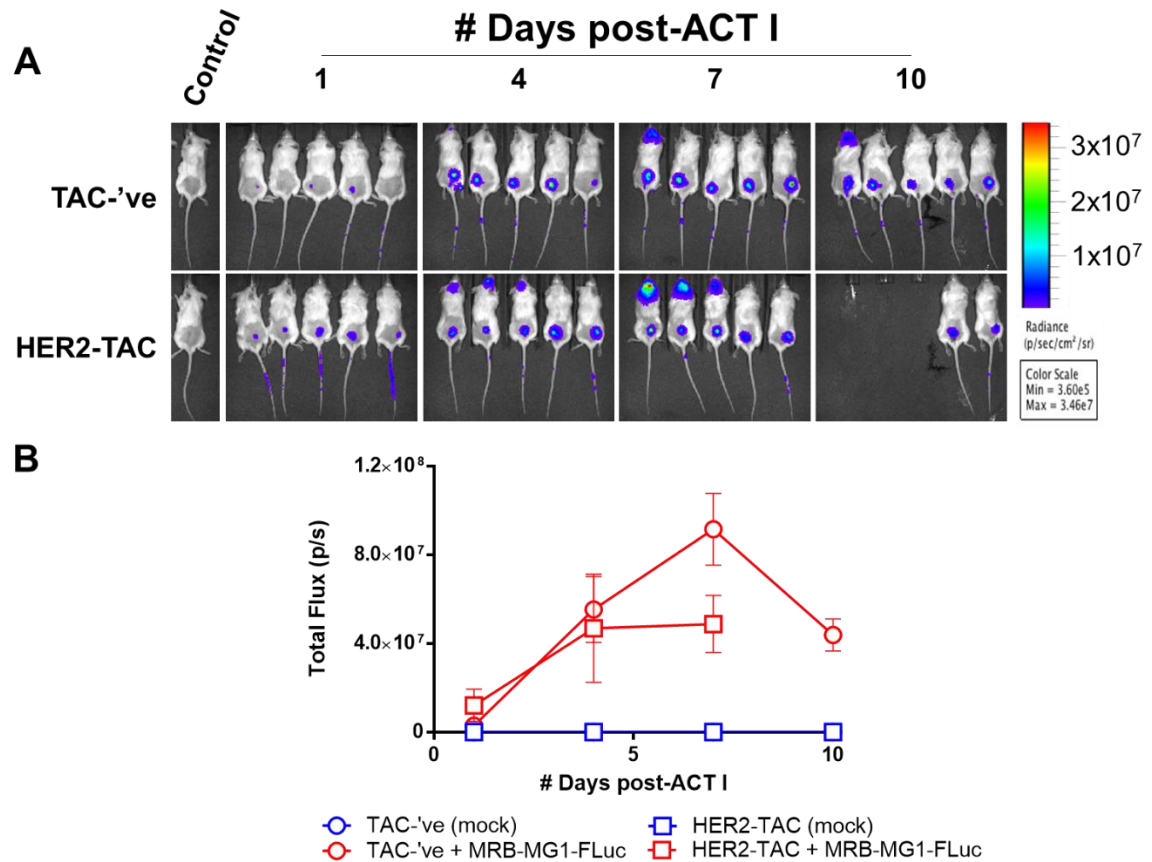 # Days post-ACT I
A
Control
1
4
7
10
TAC-'ve
HER2-TAC
3x10⁷
2x10⁷
1x10⁷
Radiance
(p/sec/cm²/sr)
Color Scale
Min = 3.60e5
Max = 3.46e7
B
Total Flux (p/s)
1.2×10⁸
8.0×10⁷
4.0×10⁷
0
0
5
10
# Days post-ACT I
TAC-'ve (mock)
HER2-TAC (mock)
TAC-'ve + MRB-MG1-FLuc
HER2-TAC + MRB-MG1-FLuc